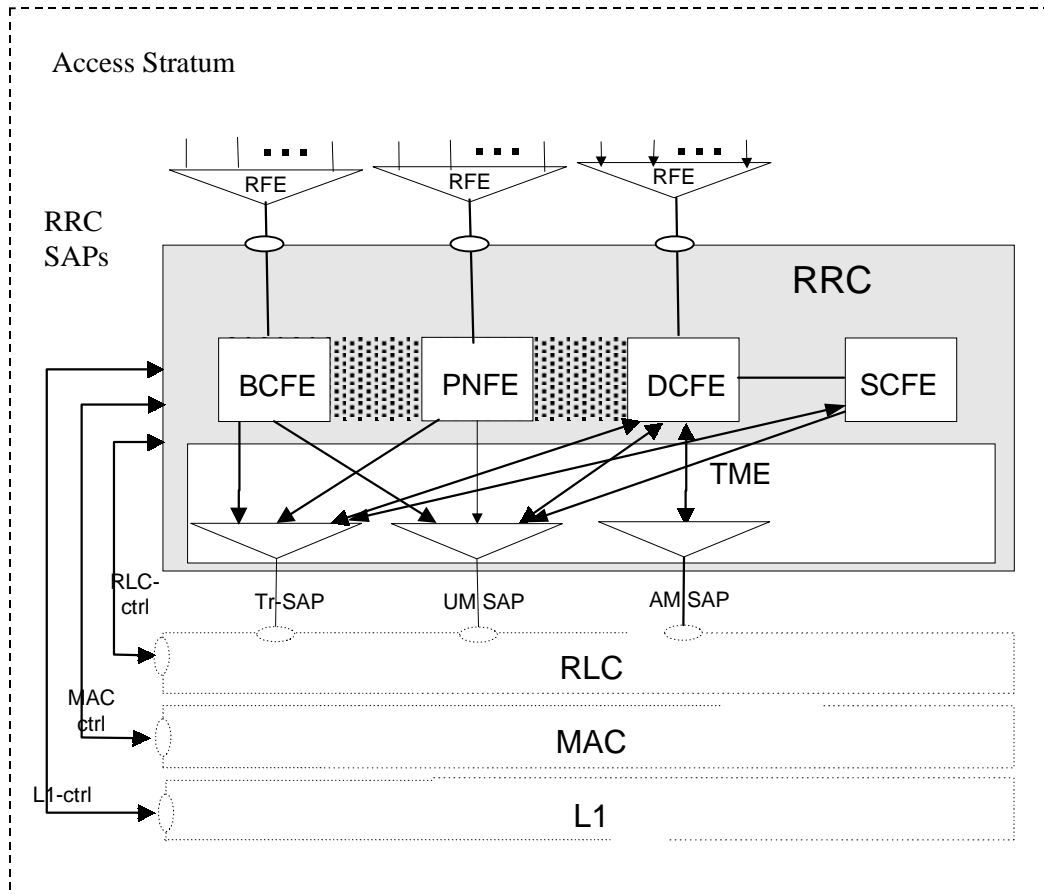 Access Stratum
RFE
RFE
RFE
RRC
SAPs
RRC
BCFE
PNFE
DCFE
SCFE
TME
RLC-
ctrl
Tr-SAP
UM SAP
AM SAP
RLC
MAC
ctrl
MAC
L1-ctrl
L1